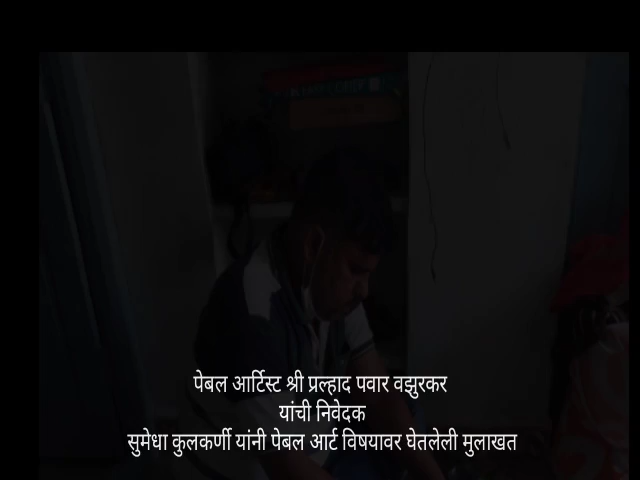 पेबल आर्टिस्ट श्री प्रल्हाद पवार वझुरकर
यांची निवेदक
सुमेधा कुलकर्णी यांनी पेबल आर्ट विषयावर घेतलेली मुलाखत